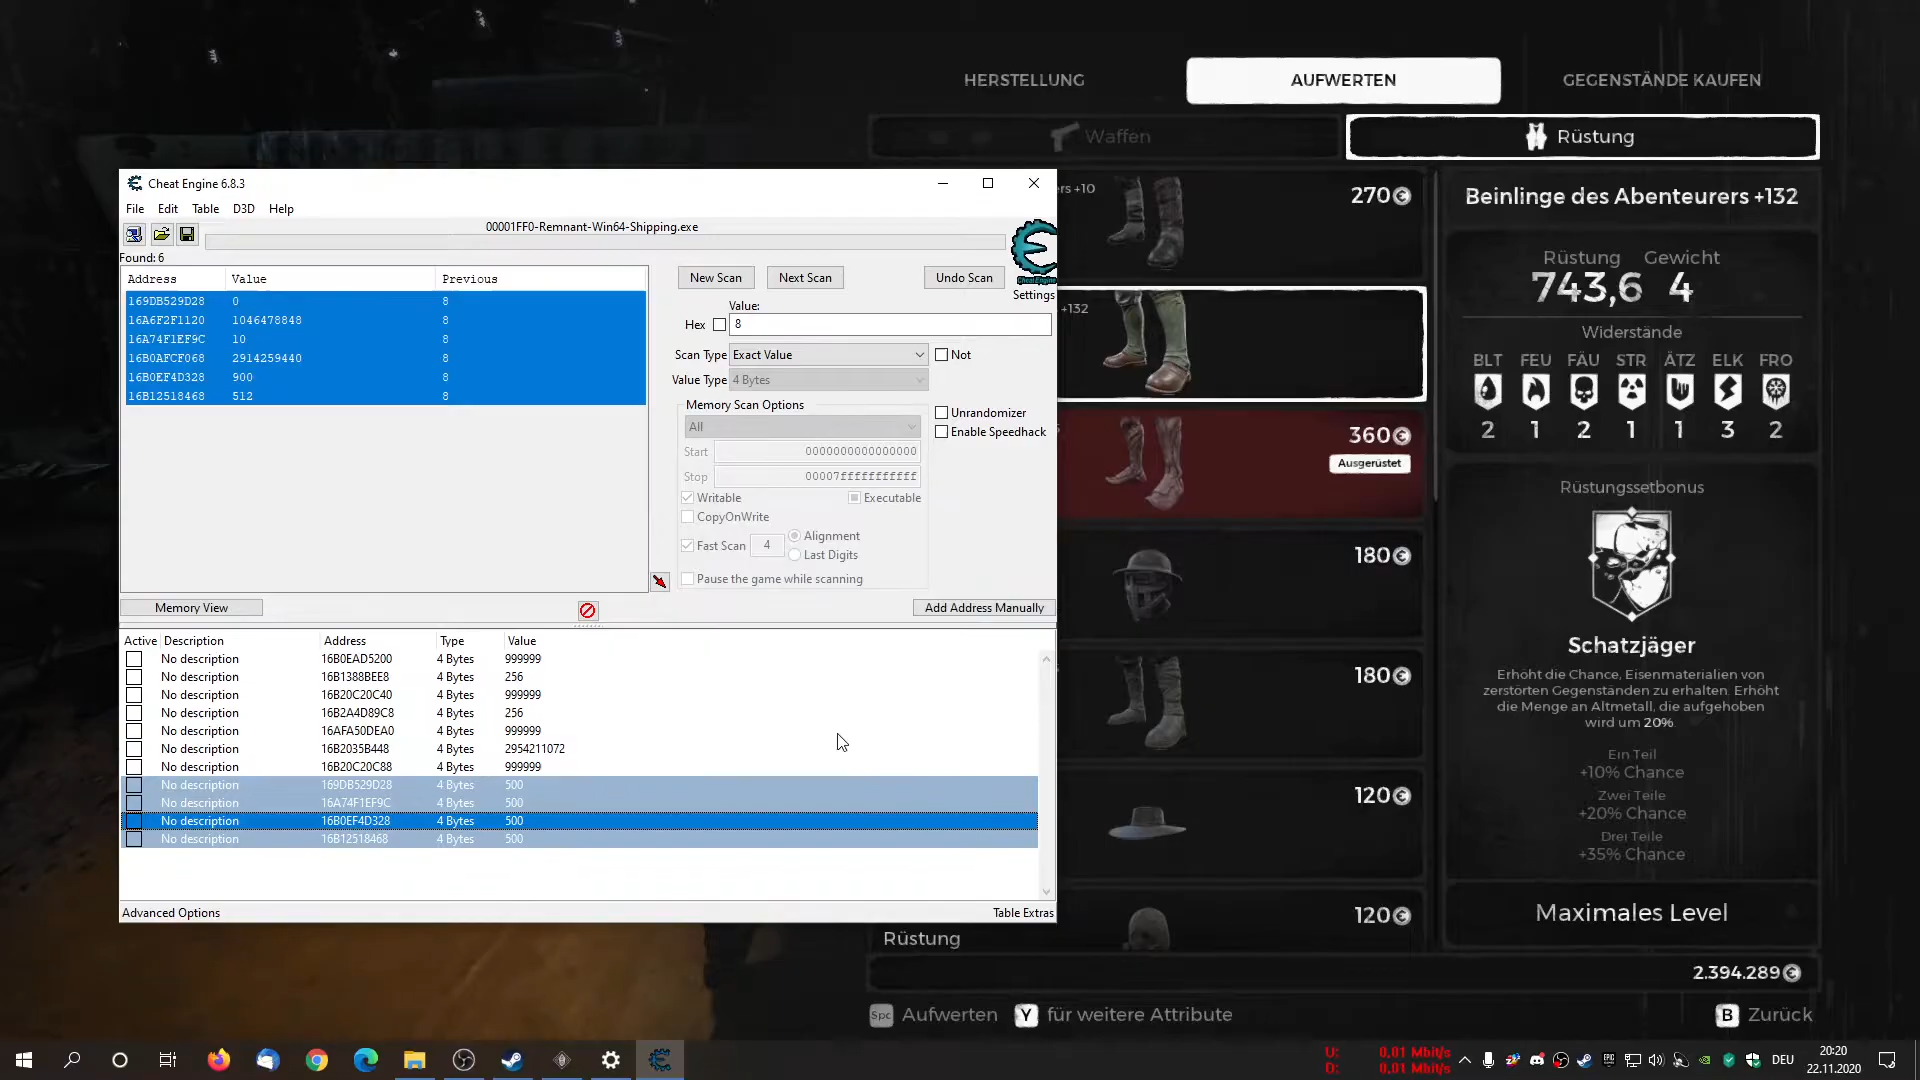 HERSTELLUNG
AUFWERTEN
GEGENSTÄNDE KAUFEN
Waffen
Rüstung
Cheat Engine 6.8.3
File Edit Table D3D Help
00001FF0-Remnant-Win64-Shipping.exe
Found: 6
Address Value Previous
169DB529D28 0 8
16A6F2F1120 1046478848 8
16A74F1EF9C 10 8
16B0AFCF068 2914259440 8
16B0EF4D328 900 8
16B12518468 512 8
New Scan Next Scan Undo Scan
Settings
Value:
Hex 8
Scan Type Exact Value Not
Value Type 4 Bytes
Memory Scan Options
All
Start 0000000000000000
Stop 00007fffffffffff
Writable Executable
CopyOnWrite
Fast Scan 4 Alignment
Last Digits
Pause the game while scanning
Unrandomizer
Enable Speedhack
Memory View
Add Address Manually
Active Description Address Type Value
No description 16B0EAD5200 4 Bytes 999999
No description 16B1388BEE8 4 Bytes 256
No description 16B20C20C40 4 Bytes 999999
No description 16B2A4D89C8 4 Bytes 256
No description 16AFA50DEA0 4 Bytes 999999
No description 16B2035B448 4 Bytes 2954211072
No description 16B20C20C88 4 Bytes 999999
No description 169DB529D28 4 Bytes 500
No description 16A74F1EF9C 4 Bytes 500
No description 16B0EF4D328 4 Bytes 500
No description 16B12518468 4 Bytes 500
Advanced Options
Table Extras
+10
270
+132
360
Ausgerüstet
180
180
120
120
Rüstung
2.394.289
Beinlinge des Abenteurers +132
Rüstung Gewicht
743,6 4
Widerstände
BLT FEU FÄU STR ÄTZ ELK FRO
2 1 2 1 1 3 2
Rüstungssetbonus
Schatzjäger
Erhöht die Chance, Eisenmaterialien von
zerstörten Gegenständen zu erhalten. Erhöht
die Menge an Altmetall, die aufgehoben
wird um 20%.
Ein Teil
+10% Chance
Zwei Teile
+20% Chance
Drei Teile
+35% Chance
Maximales Level
Spc Aufwerten Y für weitere Attribute
B Zurück
U: 0,01 Mbit/s
D: 0,01 Mbit/s
DEU
20:20
22.11.2020